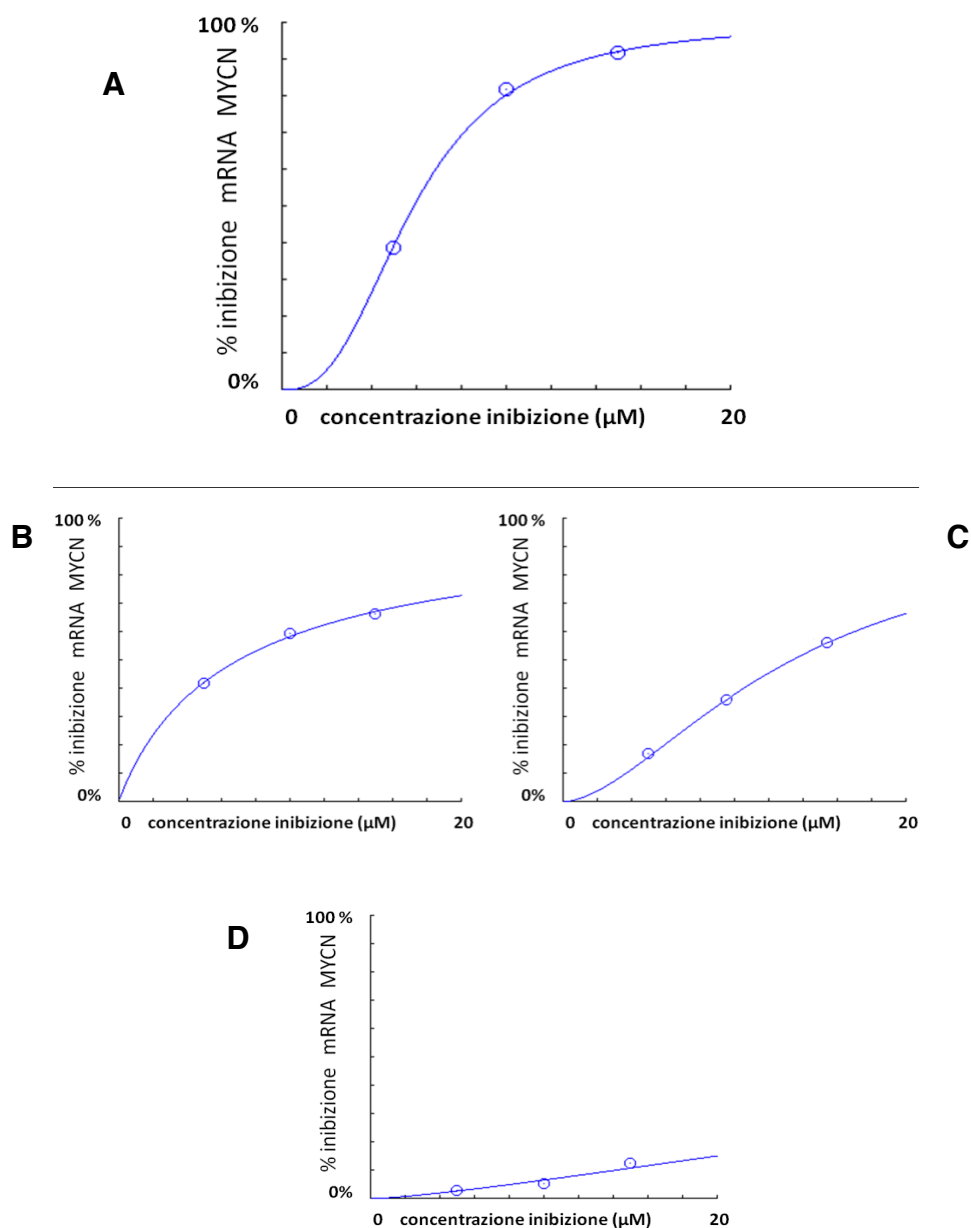 A
100 %
% inibizione mRNA MYCN
0%
0 concentrazione inibizione (µM) 20
B
100 %
% inibizione mRNA MYCN
0%
0 concentrazione inibizione (µM) 20
C
100 %
% inibizione mRNA MYCN
0%
0 concentrazione inibizione (µM) 20
D
100 %
% inibizione mRNA MYCN
0%
0 concentrazione inibizione (µM) 20